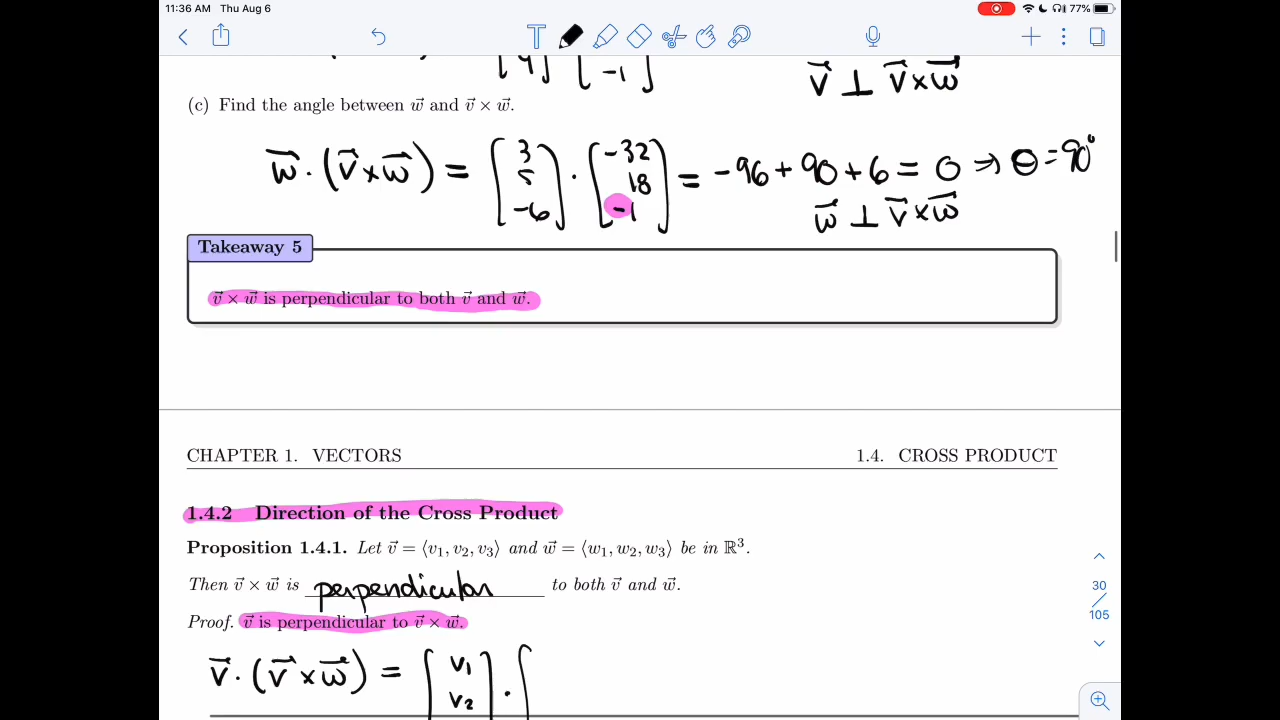 11:36 AM Thu Aug 6 77%
[4] [-1] v⃗ ⊥ v⃗ × w⃗
(c) Find the angle between w⃗ and v⃗ × w⃗.
w⃗ · (v⃗ × w⃗) = [3 5 -6] · [-32 18 -1] = -96 + 90 + 6 = 0 ⇒ θ = 90°
w⃗ ⊥ v⃗ × w⃗
Takeaway 5
v⃗ × w⃗ is perpendicular to both v⃗ and w⃗.
CHAPTER 1. VECTORS 1.4. CROSS PRODUCT
1.4.2 Direction of the Cross Product
Proposition 1.4.1. Let v⃗ = ⟨v₁, v₂, v₃⟩ and w⃗ = ⟨w₁, w₂, w₃⟩ be in ℝ³.
Then v⃗ × w⃗ is perpendicular to both v⃗ and w⃗.
Proof. v⃗ is perpendicular to v⃗ × w⃗.
v⃗ · (v⃗ × w⃗) = [v₁ v₂] · [
30
105